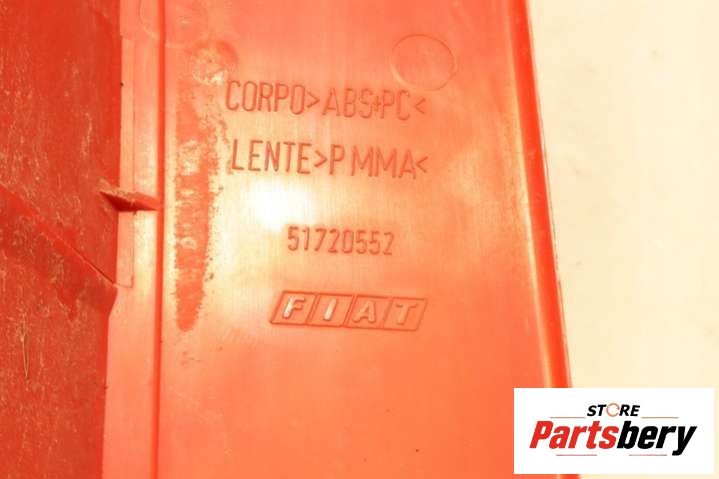 CORPO>ABS+PC<
LENTE>PMMA<
51720552
FIAT
STORE
Partsbery